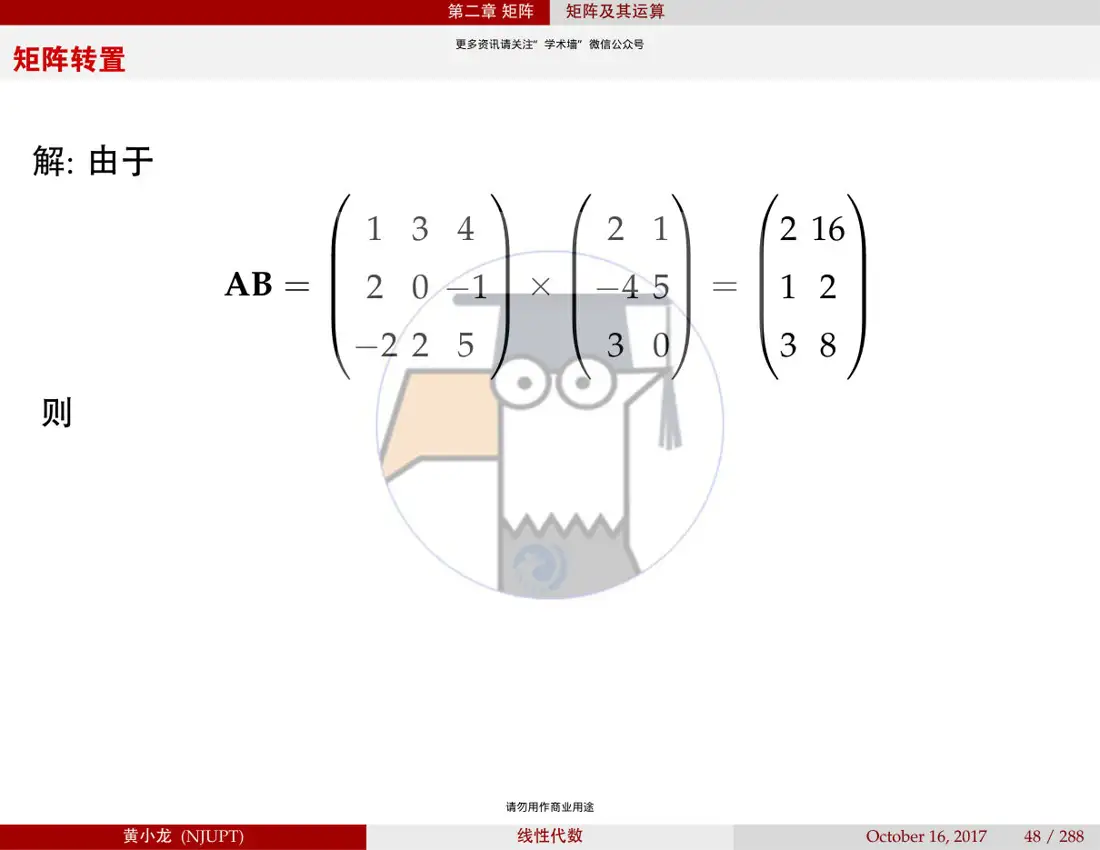 第二章 矩阵 矩阵及其运算
更多资讯请关注“学术墙”微信公众号
矩阵转置
解: 由于
1 3 4 2 1 2 16
AB = 2 0 −1 × −4 5 = 1 2
−2 2 5 3 0 3 8
则
请勿用作商业用途
黄小龙 (NJUPT) 线性代数 October 16, 2017 48 / 288